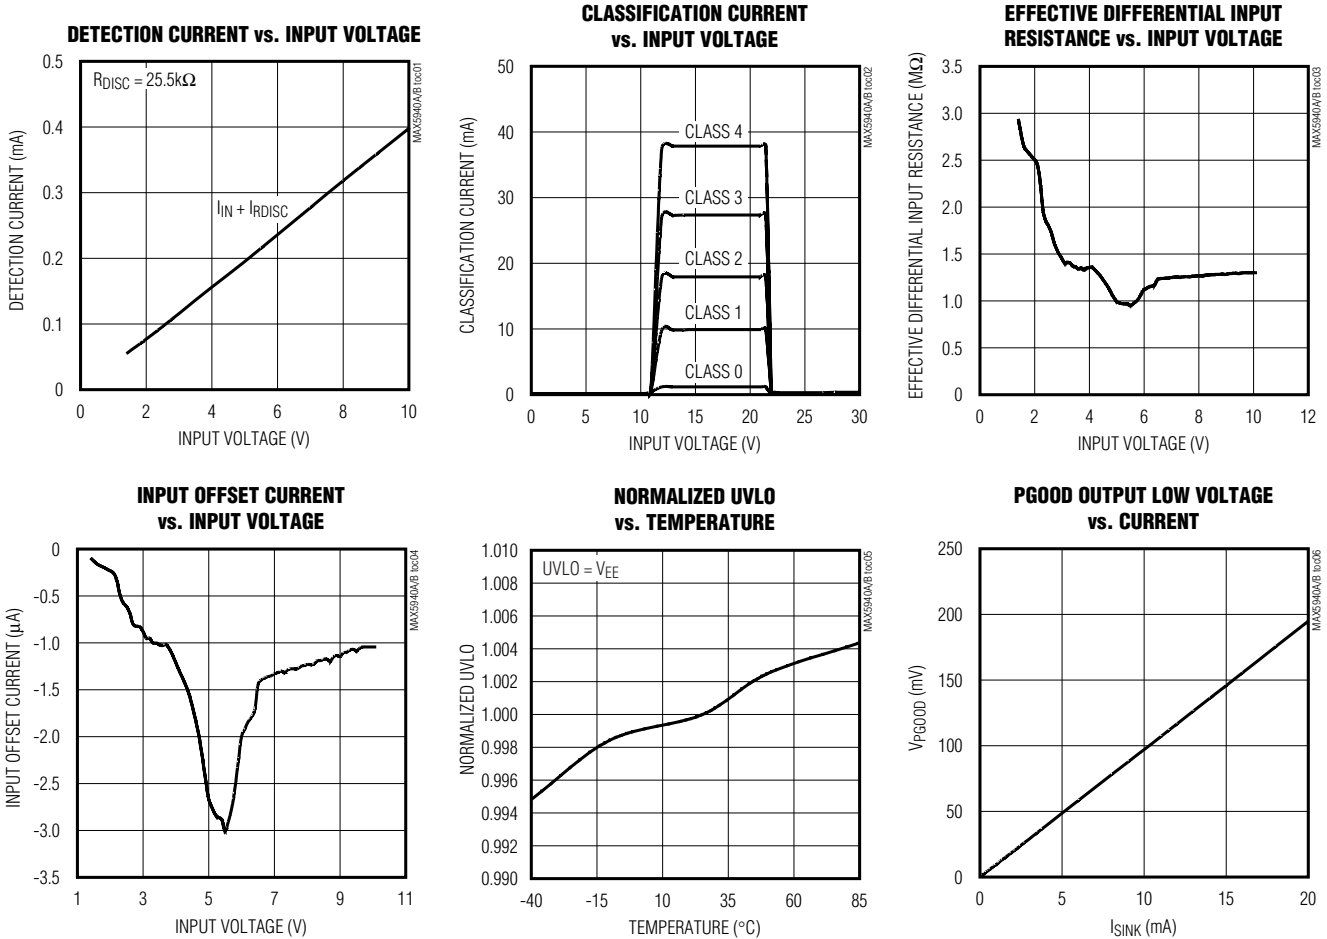 DETECTION CURRENT vs. INPUT VOLTAGE
0.5
RDISC = 25.5kΩ
MAX5940A/B toc01
0.4
0.3
IIN + IRDISC
0.2
0.1
0
DETECTION CURRENT (mA)
0 2 4 6 8 10
INPUT VOLTAGE (V)
CLASSIFICATION CURRENT
vs. INPUT VOLTAGE
50
MAX5940A/B toc02
40
CLASS 4
30
CLASS 3
20
CLASS 2
10
CLASS 1
CLASS 0
0
CLASSIFICATION CURRENT (mA)
0 5 10 15 20 25 30
INPUT VOLTAGE (V)
EFFECTIVE DIFFERENTIAL INPUT
RESISTANCE vs. INPUT VOLTAGE
3.5
MAX5940A/B toc03
3.0
2.5
2.0
1.5
1.0
0.5
0
EFFECTIVE DIFFERENTIAL INPUT RESISTANCE (MΩ)
0 2 4 6 8 10 12
INPUT VOLTAGE (V)
INPUT OFFSET CURRENT
vs. INPUT VOLTAGE
0
MAX5940A/B toc04
-0.5
-1.0
-1.5
-2.0
-2.5
-3.0
-3.5
INPUT OFFSET CURRENT (µA)
1 3 5 7 9 11
INPUT VOLTAGE (V)
NORMALIZED UVLO
vs. TEMPERATURE
1.010
UVLO = VEE
MAX5940A/B toc05
1.008
1.006
1.004
1.002
1.000
0.998
0.996
0.994
0.992
0.990
NORMALIZED UVLO
-40 -15 10 35 60 85
TEMPERATURE (°C)
PGOOD OUTPUT LOW VOLTAGE
vs. CURRENT
250
MAX5940A/B toc06
200
150
100
50
0
VPGOOD (mV)
0 5 10 15 20
ISINK (mA)